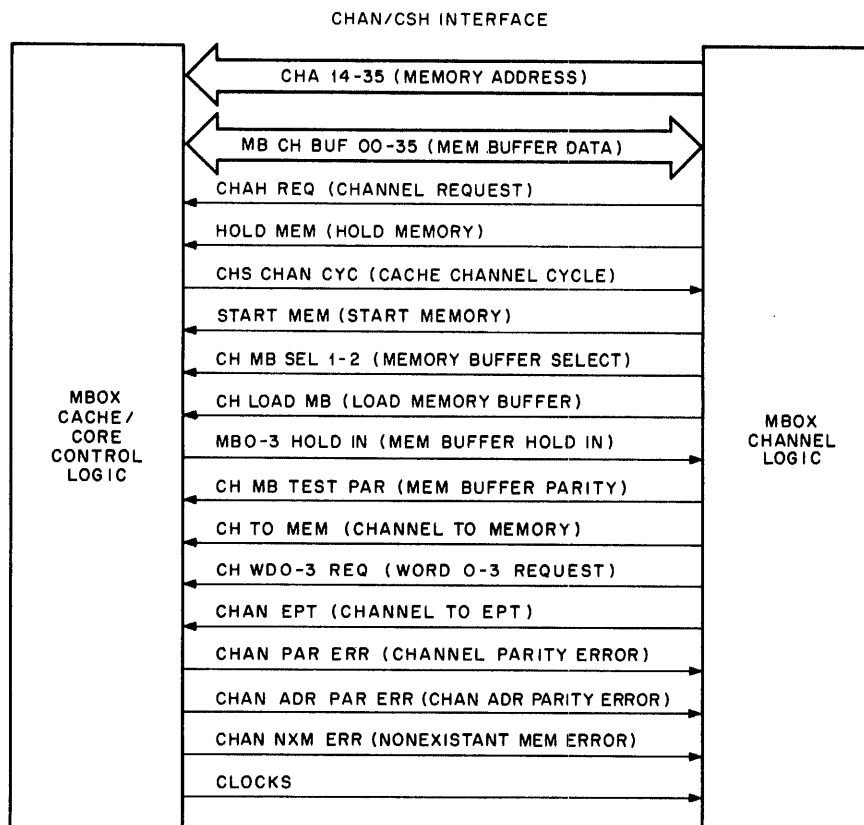 CHAN/CSH INTERFACE
CHA 14-35 (MEMORY ADDRESS)
MB CH BUF 00-35 (MEM BUFFER DATA)
CHAH REQ (CHANNEL REQUEST)
HOLD MEM (HOLD MEMORY)
CHS CHAN CYC (CACHE CHANNEL CYCLE)
START MEM (START MEMORY)
CH MB SEL 1-2 (MEMORY BUFFER SELECT)
CH LOAD MB (LOAD MEMORY BUFFER)
MBO-3 HOLD IN (MEM BUFFER HOLD IN)
CH MB TEST PAR (MEM BUFFER PARITY)
CH TO MEM (CHANNEL TO MEMORY)
CH WDO-3 REQ (WORD 0-3 REQUEST)
CHAN EPT (CHANNEL TO EPT)
CHAN PAR ERR (CHANNEL PARITY ERROR)
CHAN ADR PAR ERR (CHAN ADR PARITY ERROR)
CHAN NXM ERR (NONEXISTANT MEM ERROR)
CLOCKS
MBOX
CACHE/
CORE
CONTROL
LOGIC
MBOX
CHANNEL
LOGIC